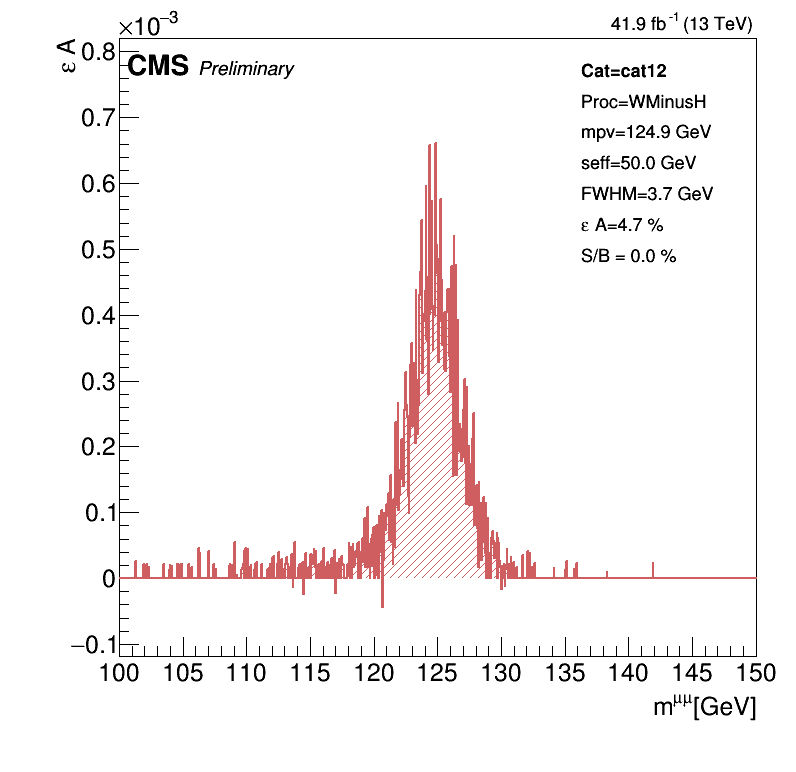 ×10⁻³
41.9 fb⁻¹ (13 TeV)
ε A
CMS Preliminary
Cat=cat12
Proc=WMinusH
mpv=124.9 GeV
seff=50.0 GeV
FWHM=3.7 GeV
ε A=4.7 %
S/B = 0.0 %
0.8
0.7
0.6
0.5
0.4
0.3
0.2
0.1
0
−0.1
100 105 110 115 120 125 130 135 140 145 150
m^μμ[GeV]